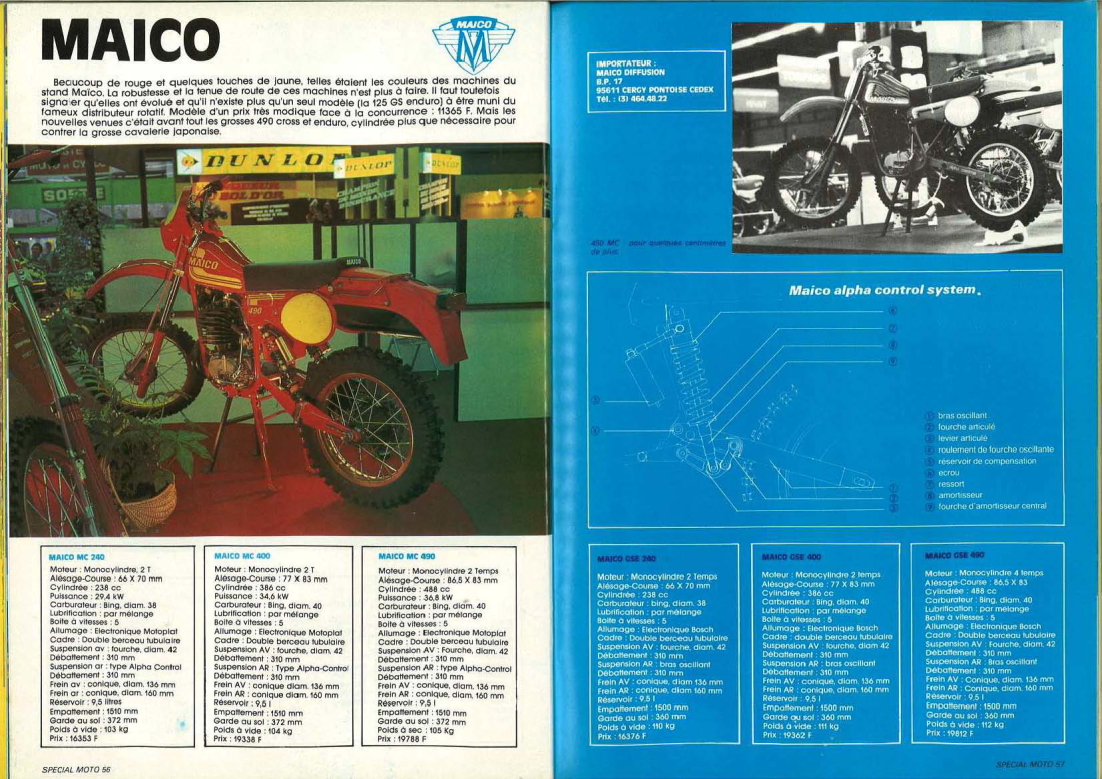 MAICO
MAICO
M
Beaucoup de rouge et quelques touches de jaune, telles étaient les couleurs des machines du
stand Maïco. La robustesse et la tenue de route de ces machines n'est plus à faire. Il faut toutefois
signaler qu'elles ont évolué et qu'il n'existe plus qu'un seul modèle (la 125 GS enduro) à être muni du
fameux distributeur rotatif. Modèle d'un prix très modique face à la concurrence : 11365 F. Mais les
nouvelles venues c'était avant tout les grosses 490 cross et enduro, cylindrée plus que nécessaire pour
contrer la grosse cavalerie japonaise.
DUNLOP
DUNLOP
BOL D'OR
CHAMPION
DU MONDE
D'ENDURANCE
MAICO
MAICO
490
MAICO MC 240
Moteur : Monocylindre, 2 T
Alésage-Course : 66 X 70 mm
Cylindrée : 238 cc
Puissance : 29,4 kW
Carburateur : Bing, diam. 38
Lubrification : par mélange
Boite à vitesses : 5
Allumage : Electronique Motoplat
Cadre : Double berceau tubulaire
Suspension av : fourche, diam. 42
Débattement : 310 mm
Suspension ar : type Alpha Control
Débattement : 310 mm
Frein av : conique, diam. 136 mm
Frein ar : conique, diam. 160 mm
Réservoir : 9,5 litres
Empattement : 1510 mm
Garde au sol : 372 mm
Poids à vide : 103 kg
Prix : 16353 F
MAICO MC 400
Moteur : Monocylindre 2 T
Alésage-Course : 77 X 83 mm
Cylindrée : 386 cc
Puissance : 34,6 kW
Carburateur : Bing, diam. 40
Lubrification : par mélange
Boite à vitesses : 5
Allumage : Electronique Motoplat
Cadre : Double berceau tubulaire
Suspension AV : fourche, diam. 42
Débattement : 310 mm
Suspension AR : Type Alpha-Control
Débattement : 310 mm
Frein AV : conique diam. 136 mm
Frein AR : conique, diam. 160 mm
Réservoir : 9,5 l
Empattement : 1510 mm
Garde au sol : 372 mm
Poids à vide : 104 kg
Prix : 19338 F
MAICO MC 490
Moteur : Monocylindre 2 Temps
Alésage-Course : 86,5 X 83 mm
Cylindrée : 488 cc
Puissance : 36,8 kW
Carburateur : Bing, diam. 40
Lubrification : par mélange
Boite à vitesses : 5
Allumage : Electronique Motoplat
Cadre : Double berceau tubulaire
Suspension AV : Fourche, diam. 42
Débattement : 310 mm
Suspension AR : type Alpha-Control
Débattement : 310 mm
Frein AV : conique, diam. 136 mm
Frein AR : conique, diam. 160 mm
Réservoir : 9,5 l
Empattement : 1510 mm
Garde au sol : 372 mm
Poids à sec : 105 Kg
Prix : 19788 F
SPECIAL MOTO 56
IMPORTATEUR :
MAICO DIFFUSION
B.P. 17
95611 CERGY PONTOISE CEDEX
Tél. : (3) 464.48.22
490 MC : pour quelques centimètres
de plus.
Maico alpha control system.
1 bras oscillant
2 fourche articulé
3 levier articulé
4 roulement de fourche oscillante
5 réservoir de compensation
6 ecrou
7 ressort
8 amortisseur
9 fourche d'amortisseur central
MAICO GSE 240
Moteur : Monocylindre 2 Temps
Alésage-Course : 66 X 70 mm
Cylindrée : 238 cc
Carburateur : bing, diam. 38
Lubrification : par mélange
Boite à vitesses : 5
Allumage : Electronique Bosch
Cadre : Double berceau tubulaire
Suspension AV : fourche, diam. 42
Débattement : 310 mm
Suspension AR : bras oscillant
Débattement : 310 mm
Frein AV : conique, diam 136 mm
Frein AR : conique, diam 160 mm
Réservoir : 9.5 l
Empattement : 1500 mm
Garde au sol : 360 mm
Poids à vide : 110 kg
Prix : 16376 F
MAICO GSE 400
Moteur : Monocylindre 2 temps
Alésage-Course : 77 X 83 mm
Cylindrée : 386 cc
Carburateur : Bing, diam. 40
Lubrification : par mélange
Boite à vitesses : 5
Allumage : Electronique Bosch
Cadre : double berceau tubulaire
Suspension AV : fourche diam. 42
Débattement : 310 mm
Suspension AR : bras oscillant
Débattement : 310 mm
Frein AV : conique, diam. 136 mm
Frein AR : conique, diam. 160 mm
Réservoir : 9.5 l
Empattement : 1500 mm
Garde au sol : 360 mm
Poids à vide : 111 kg
Prix : 19362 F
MAICO GSE 490
Moteur : Monocylindre 4 temps
Alésage-Course : 86,5 X 83
Cylindrée : 488 cc
Carburateur : Bing, diam. 40
Lubrification : par mélange
Boite à vitesses : 5
Allumage : Electronique Bosch
Cadre : double berceau tubulaire
Suspension AV : Fourche, diam. 42
Débattement : 310 mm
Suspension AR : Bras oscillant
Débattement : 310 mm
Frein AV : Conique, diam. 136 mm
Frein AR : conique, diam. 160 mm
Réservoir : 9.5 l
Empattement : 1500 mm
Garde au sol : 360 mm
Poids à vide : 112 kg
Prix : 19812 F
SPECIAL MOTO 57